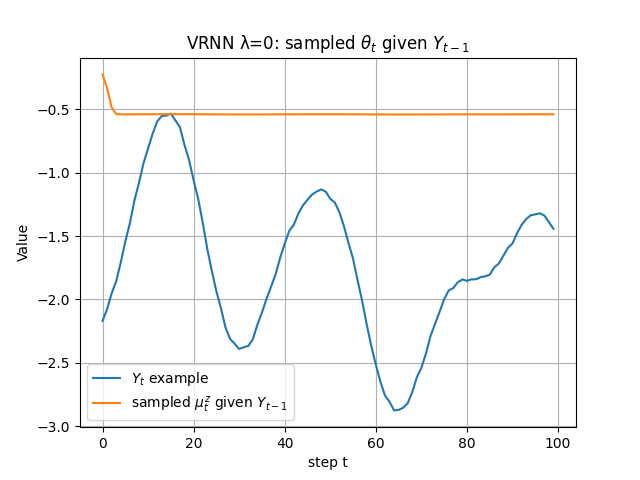 VRNN λ=0: sampled θ_t given Y_{t−1}
Value
−0.5
−1.0
−1.5
−2.0
−2.5
−3.0
Y_t example
sampled μ_t^z given Y_{t−1}
0 20 40 60 80 100
step t